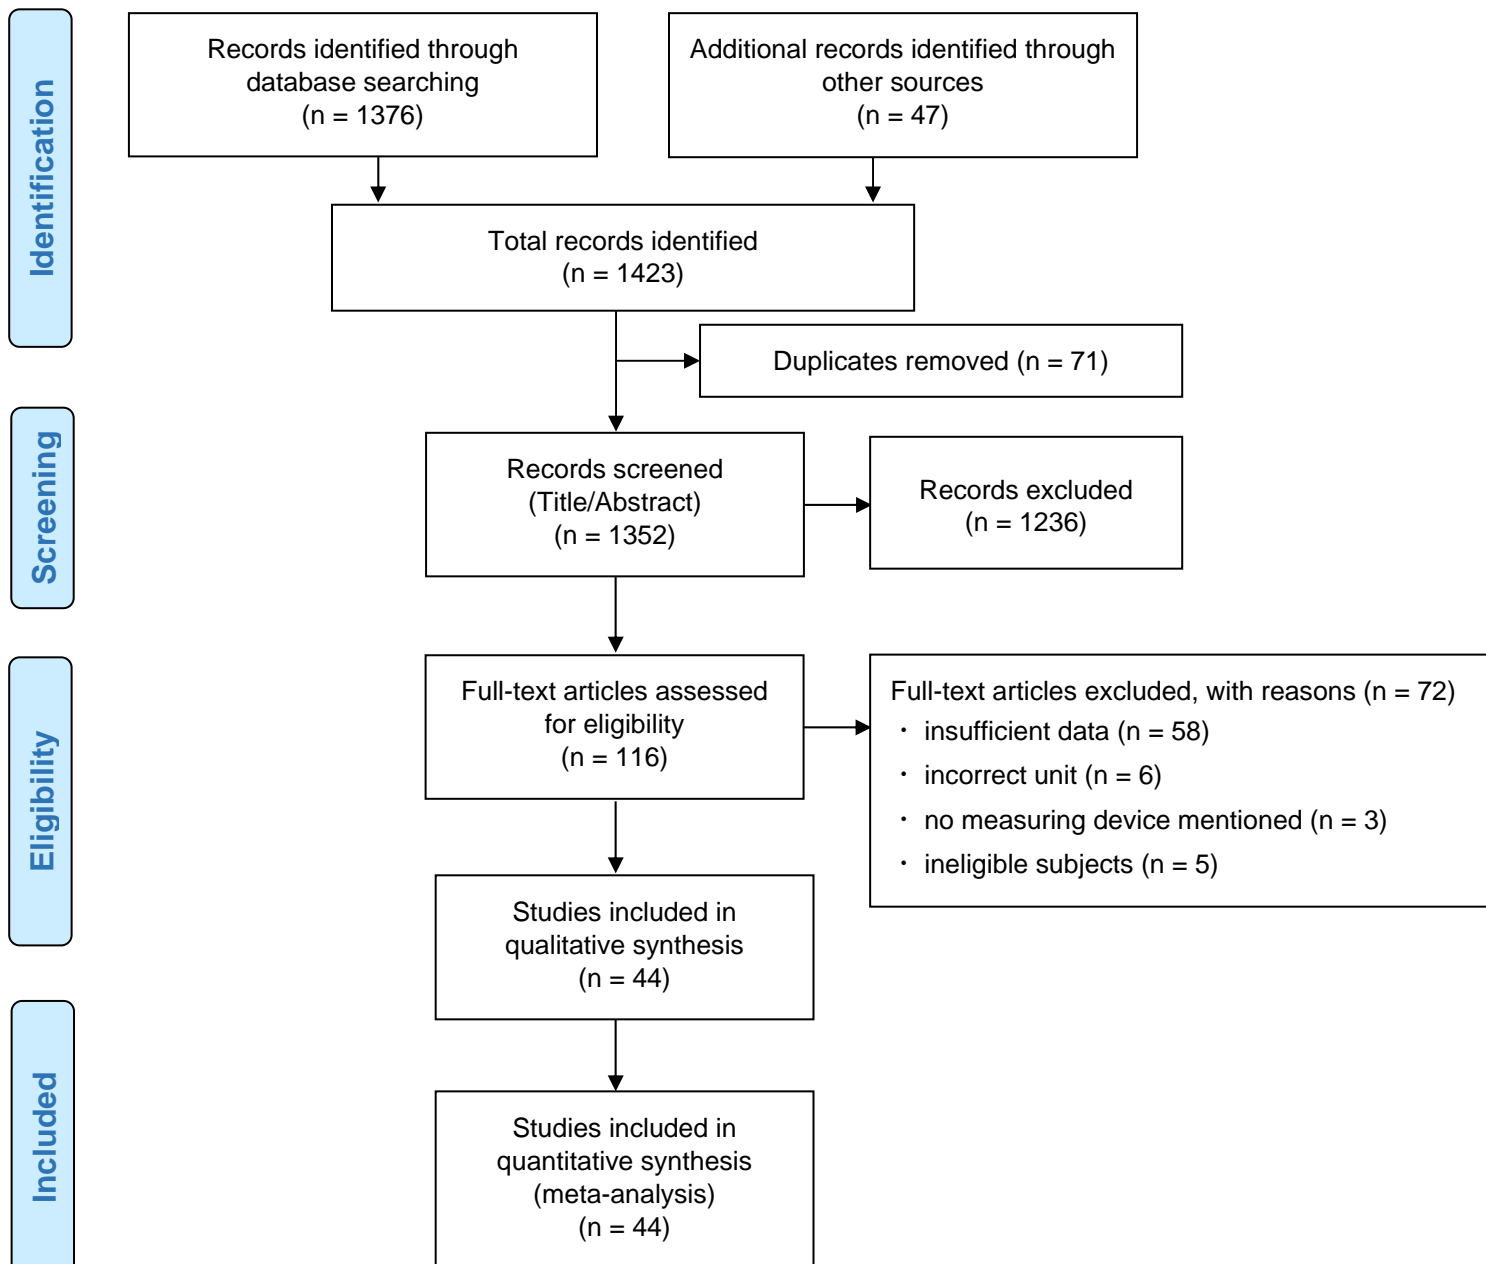 Identification
Records identified through
database searching
(n = 1376)
Additional records identified through
other sources
(n = 47)
Total records identified
(n = 1423)
Duplicates removed (n = 71)
Screening
Records screened
(Title/Abstract)
(n = 1352)
Records excluded
(n = 1236)
Eligibility
Full-text articles assessed
for eligibility
(n = 116)
Full-text articles excluded, with reasons (n = 72)
・ insufficient data (n = 58)
・ incorrect unit (n = 6)
・ no measuring device mentioned (n = 3)
・ ineligible subjects (n = 5)
Studies included in
qualitative synthesis
(n = 44)
Included
Studies included in
quantitative synthesis
(meta-analysis)
(n = 44)